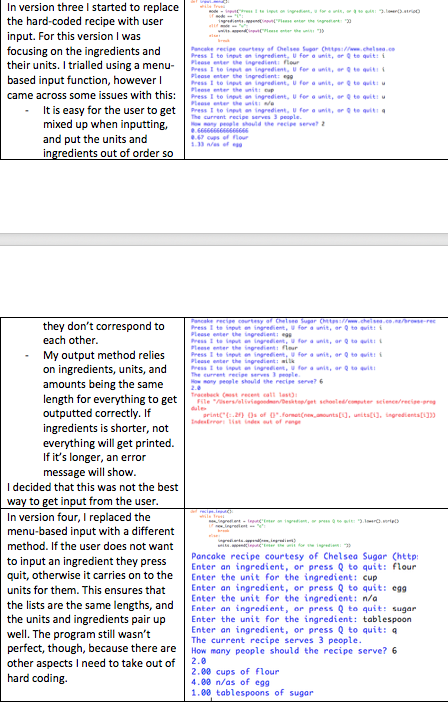 In version three I started to replace
the hard-coded recipe with user
input. For this version I was
focusing on the ingredients and
their units. I trialled using a menu-
based input function, however I
came across some issues with this:
- It is easy for the user to get
mixed up when inputting,
and put the units and
ingredients out of order so
while True:
mode = input("Press I to input an ingredient, U for a unit, or Q to quit: ").lower().strip()
if mode == "i":
ingredients.append(input("Please enter the ingredient: "))
elif mode == "u":
units.append(input("Please enter the unit: "))
else:
break
Pancake recipe courtesy of Chelsea Sugar (https://www.chelsea.co
Press I to input an ingredient, U for a unit, or Q to quit: i
Please enter the ingredient: flour
Press I to input an ingredient, U for a unit, or Q to quit: i
Please enter the ingredient: egg
Press I to input an ingredient, U for a unit, or Q to quit: u
Please enter the unit: cup
Press I to input an ingredient, U for a unit, or Q to quit: u
Please enter the unit: n/a
Press I to input an ingredient, U for a unit, or Q to quit: q
The current recipe serves 3 people.
How many people should the recipe serve? 2
0.67 cups of flour
1.33 n/as of egg
they don't correspond to
each other.
- My output method relies
on ingredients, units, and
amounts being the same
length for everything to get
outputted correctly. If
ingredients is shorter, not
everything will get printed.
If it's longer, an error
message will show.
I decided that this was not the best
way to get input from the user.
Pancake recipe courtesy of Chelsea Sugar (https://www.chelsea.co.nz/browse-rec
Press I to input an ingredient, U for a unit, or Q to quit: i
Please enter the ingredient: egg
Press I to input an ingredient, U for a unit, or Q to quit: i
Please enter the ingredient: flour
Press I to input an ingredient, U for a unit, or Q to quit: i
Please enter the ingredient: milk
Press I to input an ingredient, U for a unit, or Q to quit:
The current recipe serves 3 people.
How many people should the recipe serve? 6
2.0
Traceback (most recent call last):
File "/Users/oliviagoodman/Desktop/get schooled/computer science/recipe-prog
dule>
print("{:.2f} {}s of {}".format(new_amounts[i], units[i], ingredients[i]))
IndexError: list index out of range
In version four, I replaced the
menu-based input with a different
method. If the user does not want
to input an ingredient they press
quit, otherwise it carries on to the
units for them. This ensures that
the lists are the same lengths, and
the units and ingredients pair up
well. The program still wasn't
perfect, though, because there are
other aspects I need to take out of
hard coding.
def recipe_input():
while True:
new_ingredient = input("Enter an ingredient, or press Q to quit: ").lower().strip()
if new_ingredient == "q":
break
else:
ingredients.append(new_ingredient)
units.append(input("Enter the unit for the ingredient: "))
Pancake recipe courtesy of Chelsea Sugar (http:
Enter an ingredient, or press Q to quit: flour
Enter the unit for the ingredient: cup
Enter an ingredient, or press Q to quit: egg
Enter the unit for the ingredient: n/a
Enter an ingredient, or press Q to quit: sugar
Enter the unit for the ingredient: tablespoon
Enter an ingredient, or press Q to quit: q
The current recipe serves 3 people.
How many people should the recipe serve? 6
2.0
2.00 cups of flour
4.00 n/as of egg
1.00 tablespoons of sugar